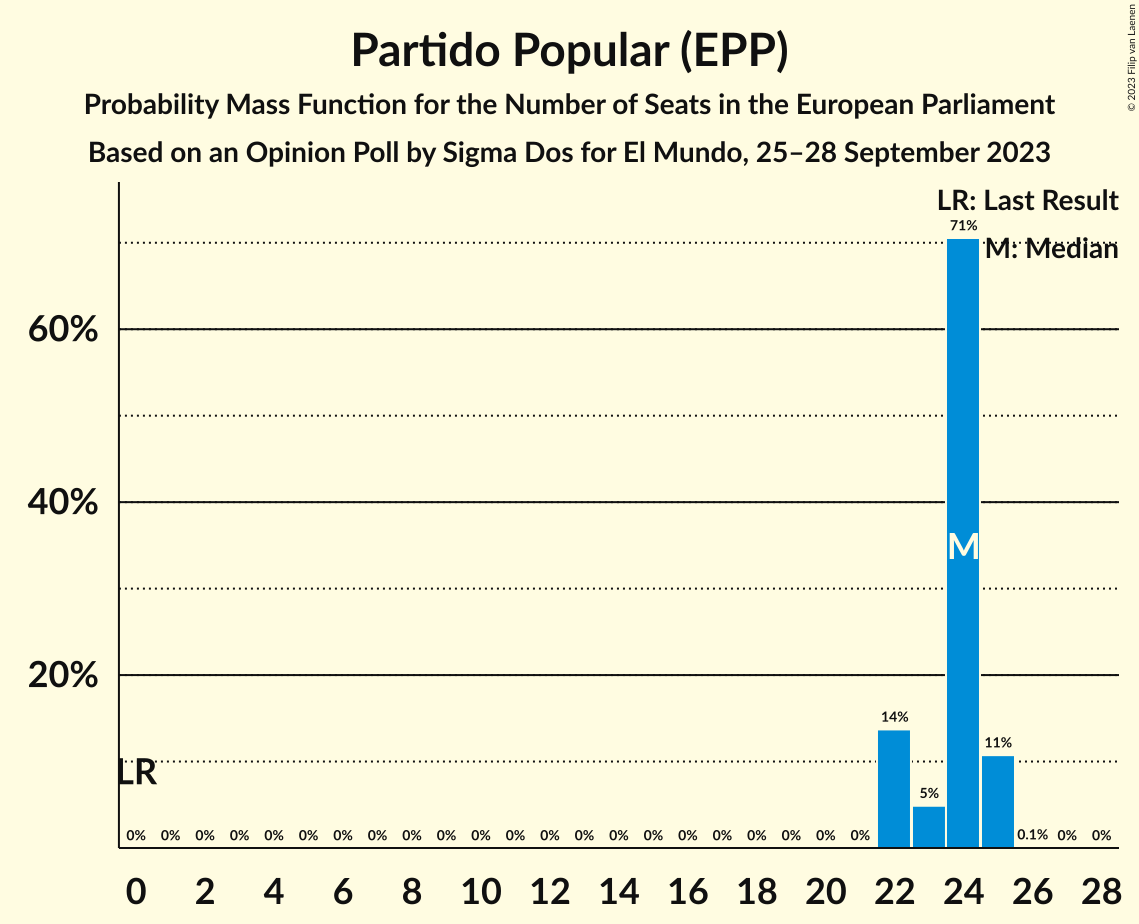 Partido Popular (EPP)
Probability Mass Function for the Number of Seats in the European Parliament
Based on an Opinion Poll by Sigma Dos for El Mundo, 25–28 September 2023
© 2023 Filip van Laenen
LR: Last Result
M: Median
71%
60%
40%
M
20%
14%
11%
5%
LR
0% 0% 0% 0% 0% 0% 0% 0% 0% 0% 0% 0% 0% 0% 0% 0% 0% 0% 0% 0% 0% 0% 0.1% 0% 0%
0 2 4 6 8 10 12 14 16 18 20 22 24 26 28